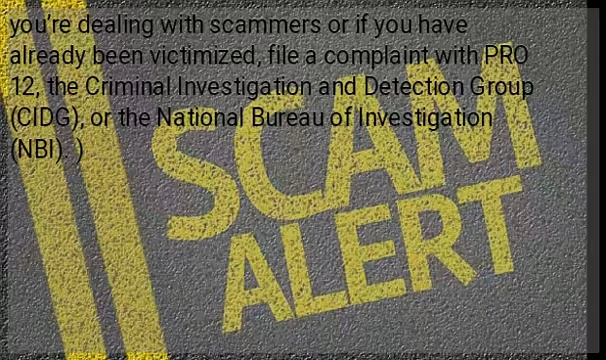 you’re dealing with scammers or if you have
already been victimized, file a complaint with PRO
12, the Criminal Investigation and Detection Group
(CIDG), or the National Bureau of Investigation
(NBI). )
SCAM
ALERT